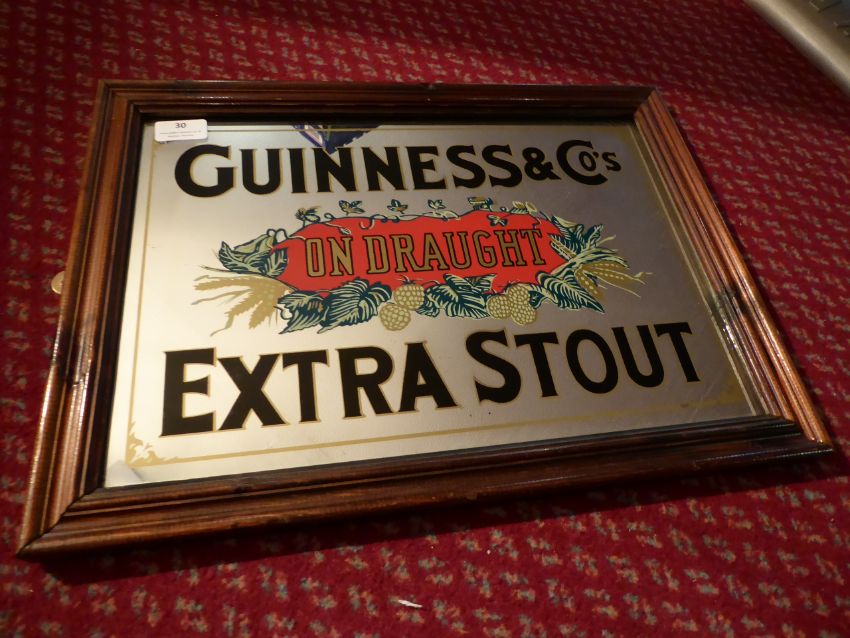 30
GUINNESS & CO'S
ON DRAUGHT
EXTRA STOUT